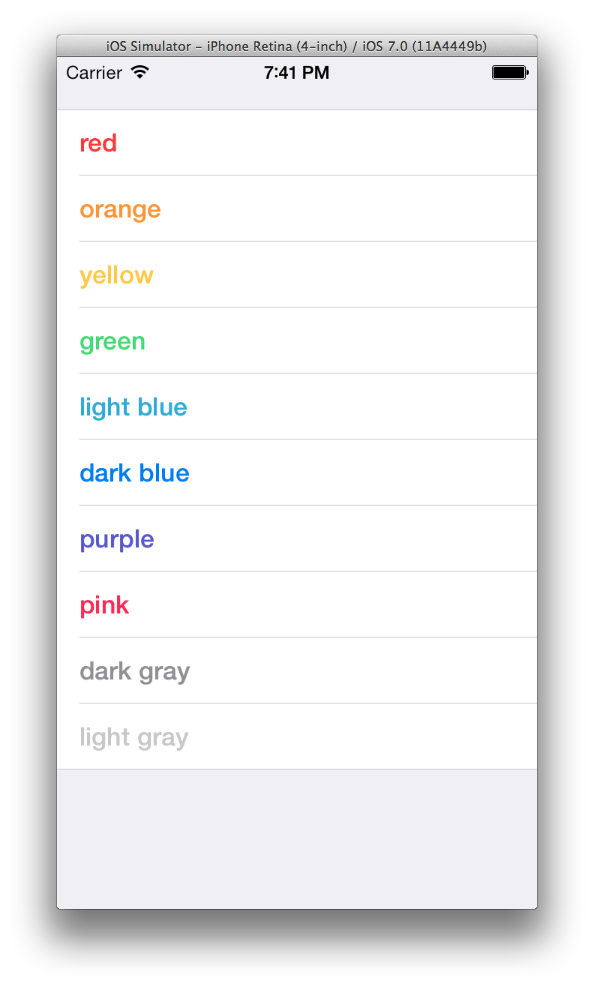 iOS Simulator – iPhone Retina (4-inch) / iOS 7.0 (11A4449b)
Carrier 7:41 PM
red
orange
yellow
green
light blue
dark blue
purple
pink
dark gray
light gray